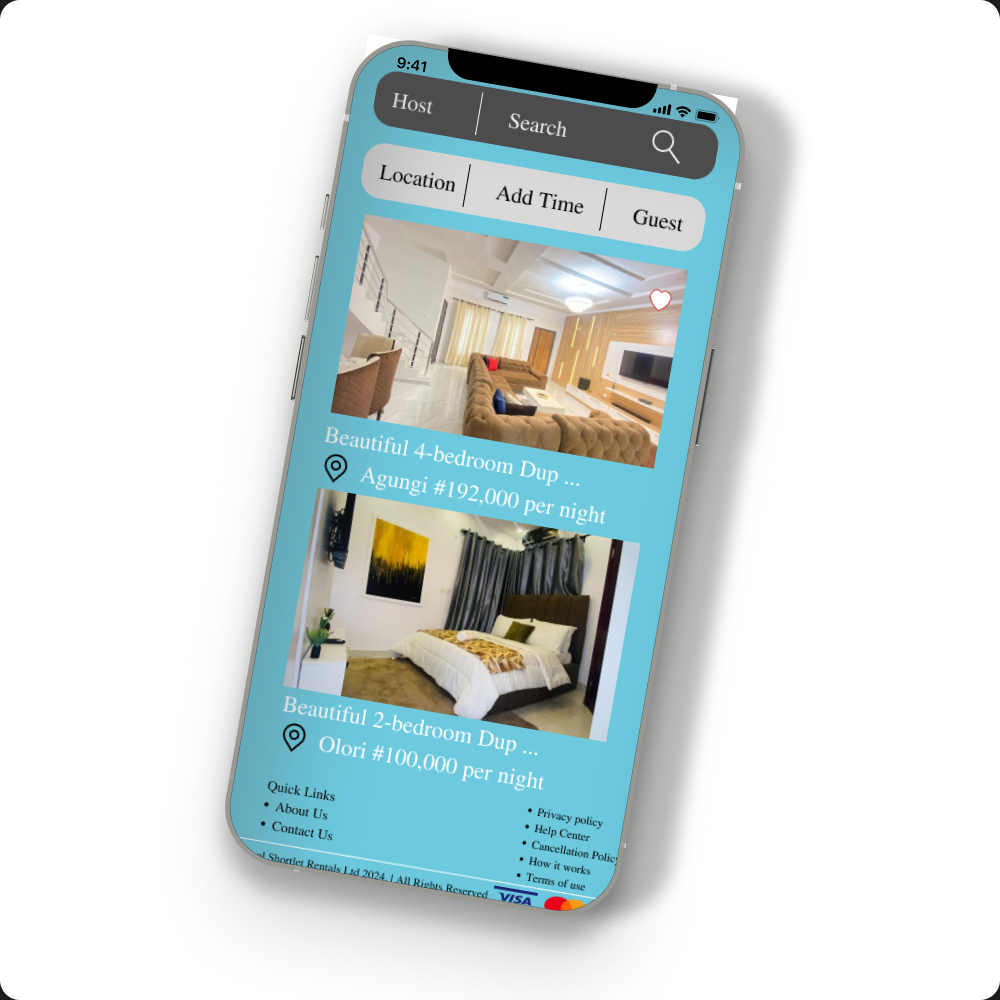 9:41
Host
Search
Location
Add Time
Guest
Beautiful 4-bedroom Dup ...
Agungi #192,000 per night
Beautiful 2-bedroom Dup ...
Olori #100,000 per night
Quick Links
• About Us
• Contact Us
• Privacy policy
• Help Center
• Cancellation Policy
• How it works
• Terms of use
Shortlet Rentals Ltd 2024. | All Rights Reserved
VISA